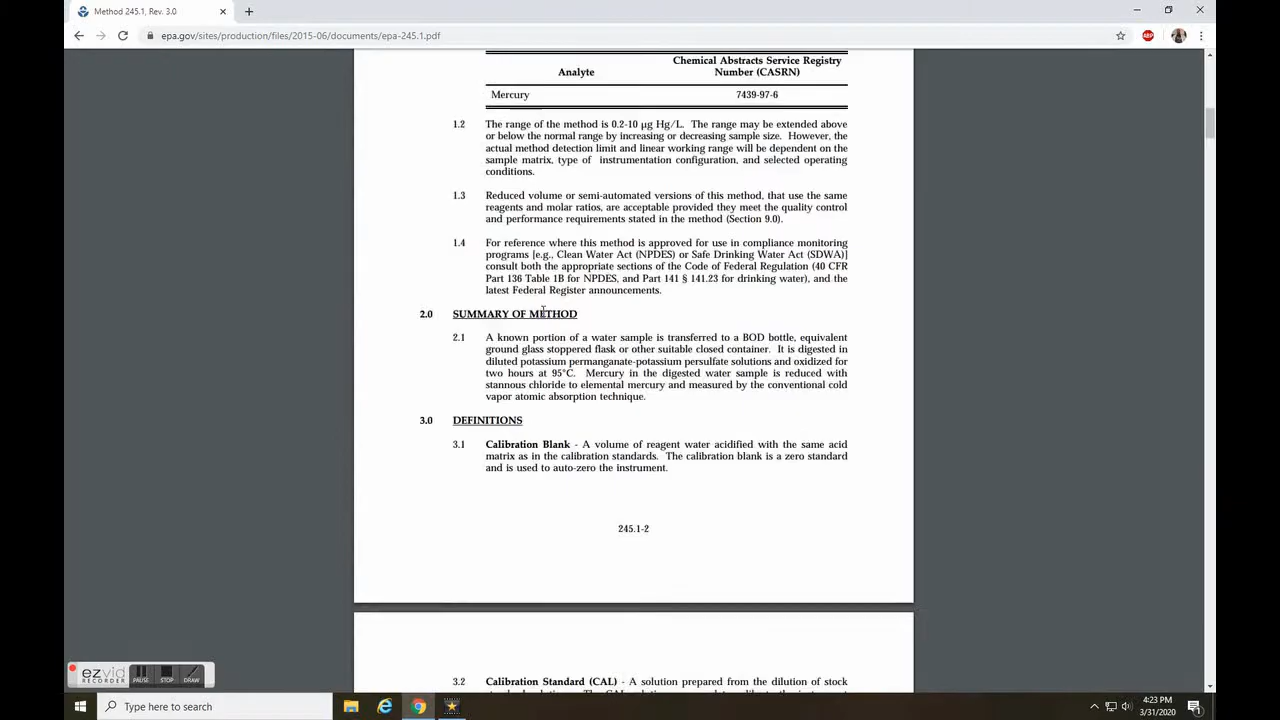 Method 245.1, Rev. 3.0
epa.gov/sites/production/files/2015-06/documents/epa-245.1.pdf
ABP
Chemical Abstracts Service Registry
Analyte Number (CASRN)
Mercury 7439-97-6
1.2 The range of the method is 0.2-10 µg Hg/L. The range may be extended above
or below the normal range by increasing or decreasing sample size. However, the
actual method detection limit and linear working range will be dependent on the
sample matrix, type of instrumentation configuration, and selected operating
conditions.
1.3 Reduced volume or semi-automated versions of this method, that use the same
reagents and molar ratios, are acceptable provided they meet the quality control
and performance requirements stated in the method (Section 9.0).
1.4 For reference where this method is approved for use in compliance monitoring
programs [e.g., Clean Water Act (NPDES) or Safe Drinking Water Act (SDWA)]
consult both the appropriate sections of the Code of Federal Regulation (40 CFR
Part 136 Table 1B for NPDES, and Part 141 § 141.23 for drinking water), and the
latest Federal Register announcements.
2.0 SUMMARY OF METHOD
2.1 A known portion of a water sample is transferred to a BOD bottle, equivalent
ground glass stoppered flask or other suitable closed container. It is digested in
diluted potassium permanganate-potassium persulfate solutions and oxidized for
two hours at 95°C. Mercury in the digested water sample is reduced with
stannous chloride to elemental mercury and measured by the conventional cold
vapor atomic absorption technique.
3.0 DEFINITIONS
3.1 Calibration Blank - A volume of reagent water acidified with the same acid
matrix as in the calibration standards. The calibration blank is a zero standard
and is used to auto-zero the instrument.
245.1-2
3.2 Calibration Standard (CAL) - A solution prepared from the dilution of stock
ezvid
RECORDER
PAUSE STOP DRAW
Type here to search
4:23 PM
3/31/2020
1